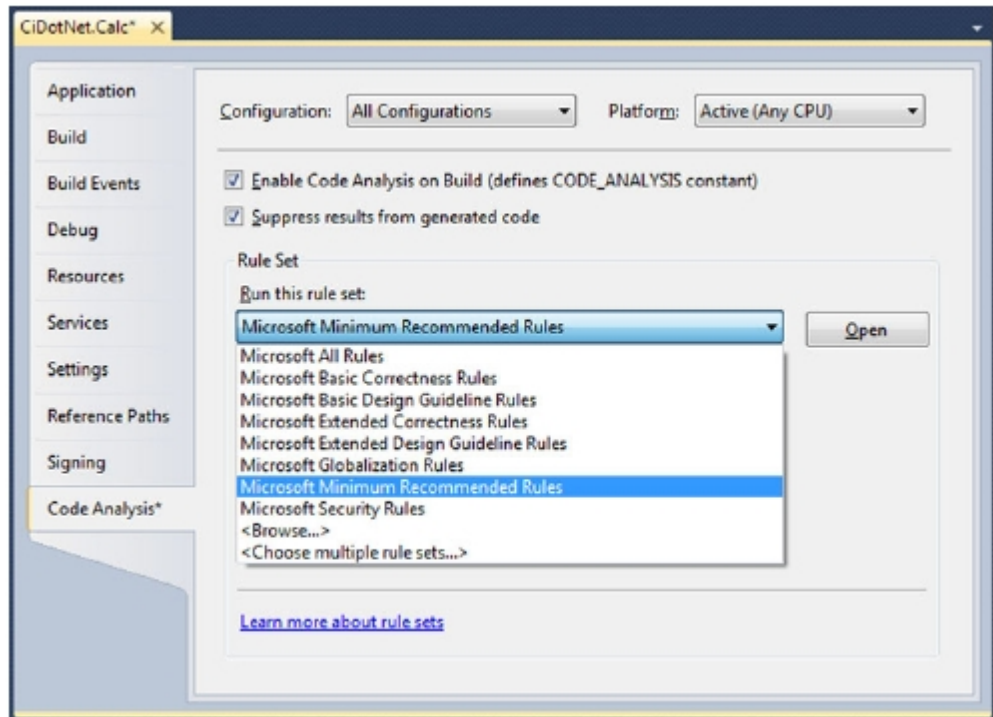 CiDotNet.Calc*
Application
Build
Build Events
Debug
Resources
Services
Settings
Reference Paths
Signing
Code Analysis*
Configuration: All Configurations Platform: Active (Any CPU)
Enable Code Analysis on Build (defines CODE_ANALYSIS constant)
Suppress results from generated code
Rule Set
Run this rule set:
Microsoft Minimum Recommended Rules Open
Microsoft All Rules
Microsoft Basic Correctness Rules
Microsoft Basic Design Guideline Rules
Microsoft Extended Correctness Rules
Microsoft Extended Design Guideline Rules
Microsoft Globalization Rules
Microsoft Minimum Recommended Rules
Microsoft Security Rules
<Browse...>
<Choose multiple rule sets...>
Learn more about rule sets